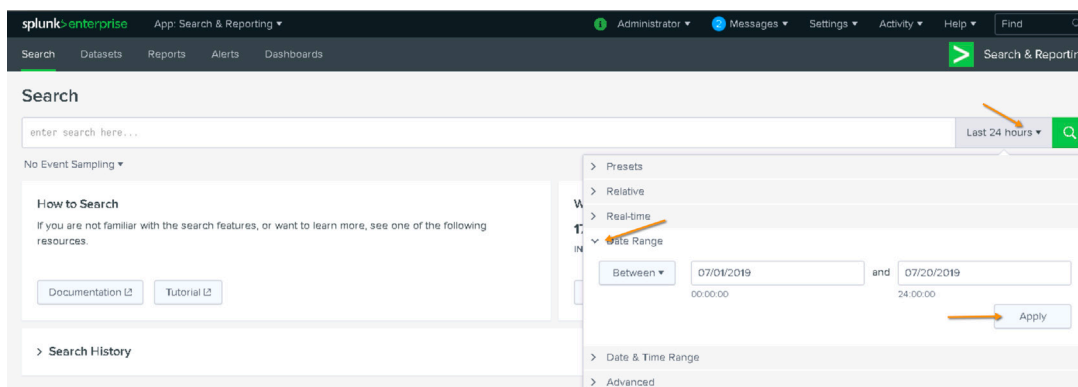 splunk>enterprise App: Search & Reporting ▾ i Administrator ▾ 2 Messages ▾ Settings ▾ Activity ▾ Help ▾ Find
Search Datasets Reports Alerts Dashboards > Search & Reportin
Search
enter search here... Last 24 hours ▾
No Event Sampling ▾
> Presets
> Relative
> Real-time
Date Range
Between ▾ 07/01/2019 and 07/20/2019
00:00:00 24:00:00
Apply
> Date & Time Range
> Advanced
How to Search
If you are not familiar with the search features, or want to learn more, see one of the following
resources.
Documentation Tutorial
W
17
IN
> Search History